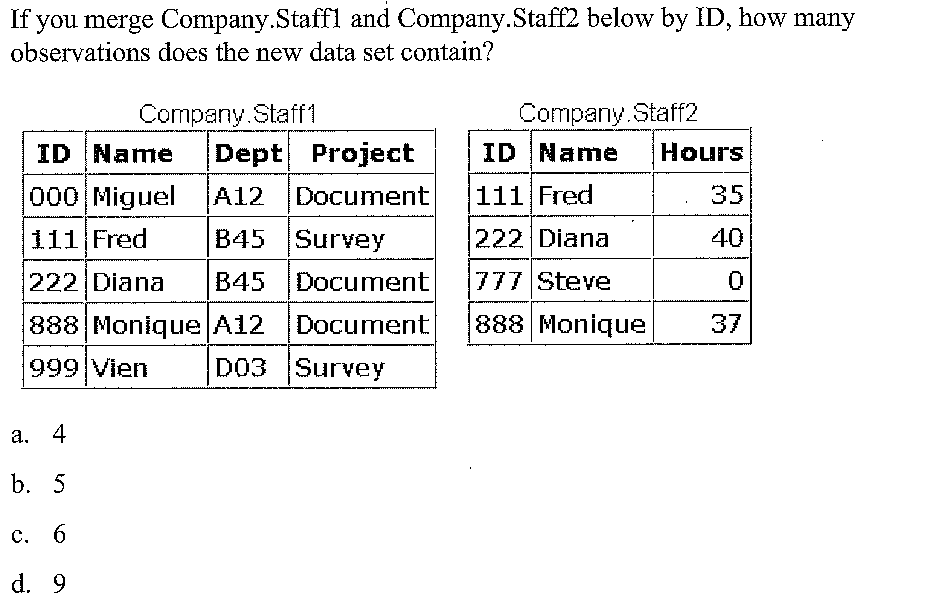 If you merge Company.Staff1 and Company.Staff2 below by ID, how many
observations does the new data set contain?
Company.Staff1
ID Name Dept Project
000 Miguel A12 Document
111 Fred B45 Survey
222 Diana B45 Document
888 Monique A12 Document
999 Vien D03 Survey
Company.Staff2
ID Name Hours
111 Fred 35
222 Diana 40
777 Steve 0
888 Monique 37
a. 4
b. 5
c. 6
d. 9